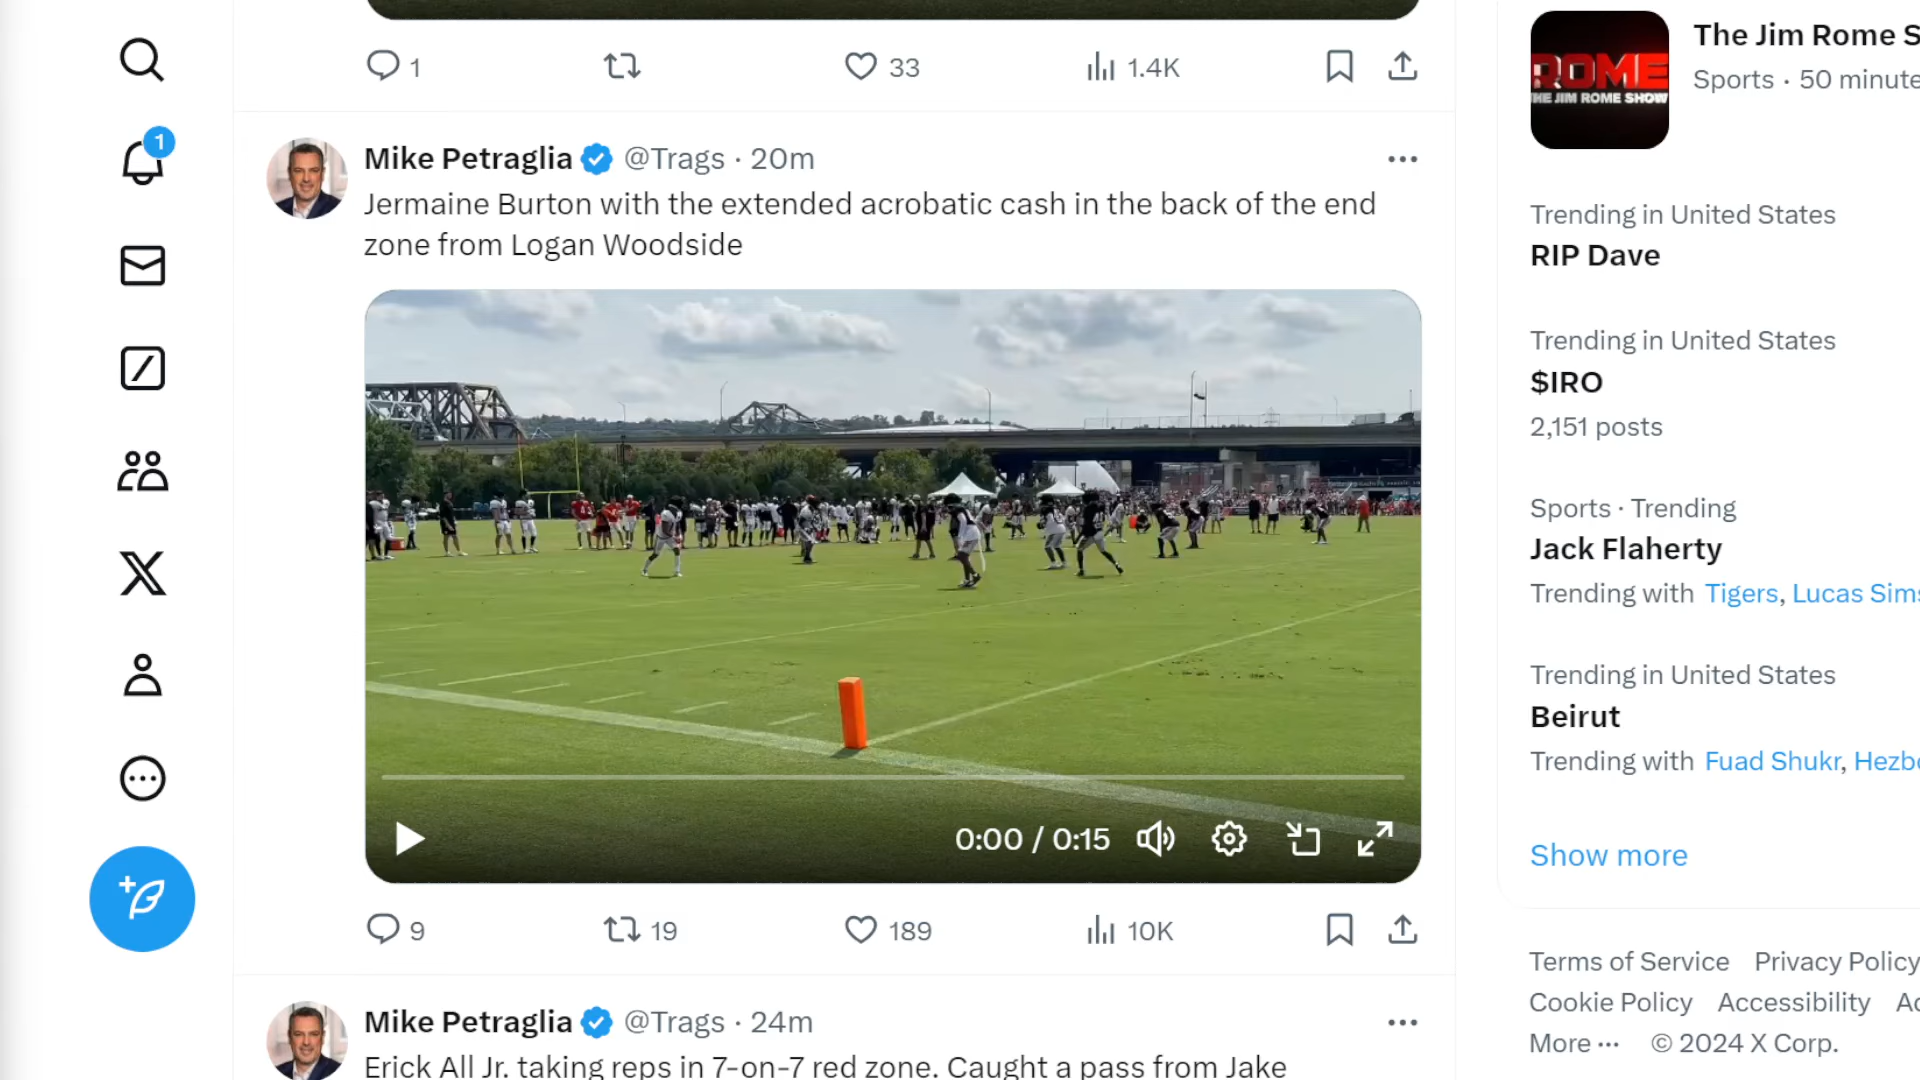 1
33
1.4K
1
Mike Petraglia @Trags · 20m
Jermaine Burton with the extended acrobatic cash in the back of the end
zone from Logan Woodside
0:00 / 0:15
9
19
189
10K
Mike Petraglia @Trags · 24m
Erick All Jr. taking reps in 7-on-7 red zone. Caught a pass from Jake
ROME
THE JIM ROME SHOW
The Jim Rome S
Sports · 50 minute
Trending in United States
RIP Dave
Trending in United States
$IRO
2,151 posts
Sports · Trending
Jack Flaherty
Trending with Tigers, Lucas Sims
Trending in United States
Beirut
Trending with Fuad Shukr, Hezbo
Show more
Terms of Service Privacy Policy
Cookie Policy Accessibility Ad
More ··· © 2024 X Corp.